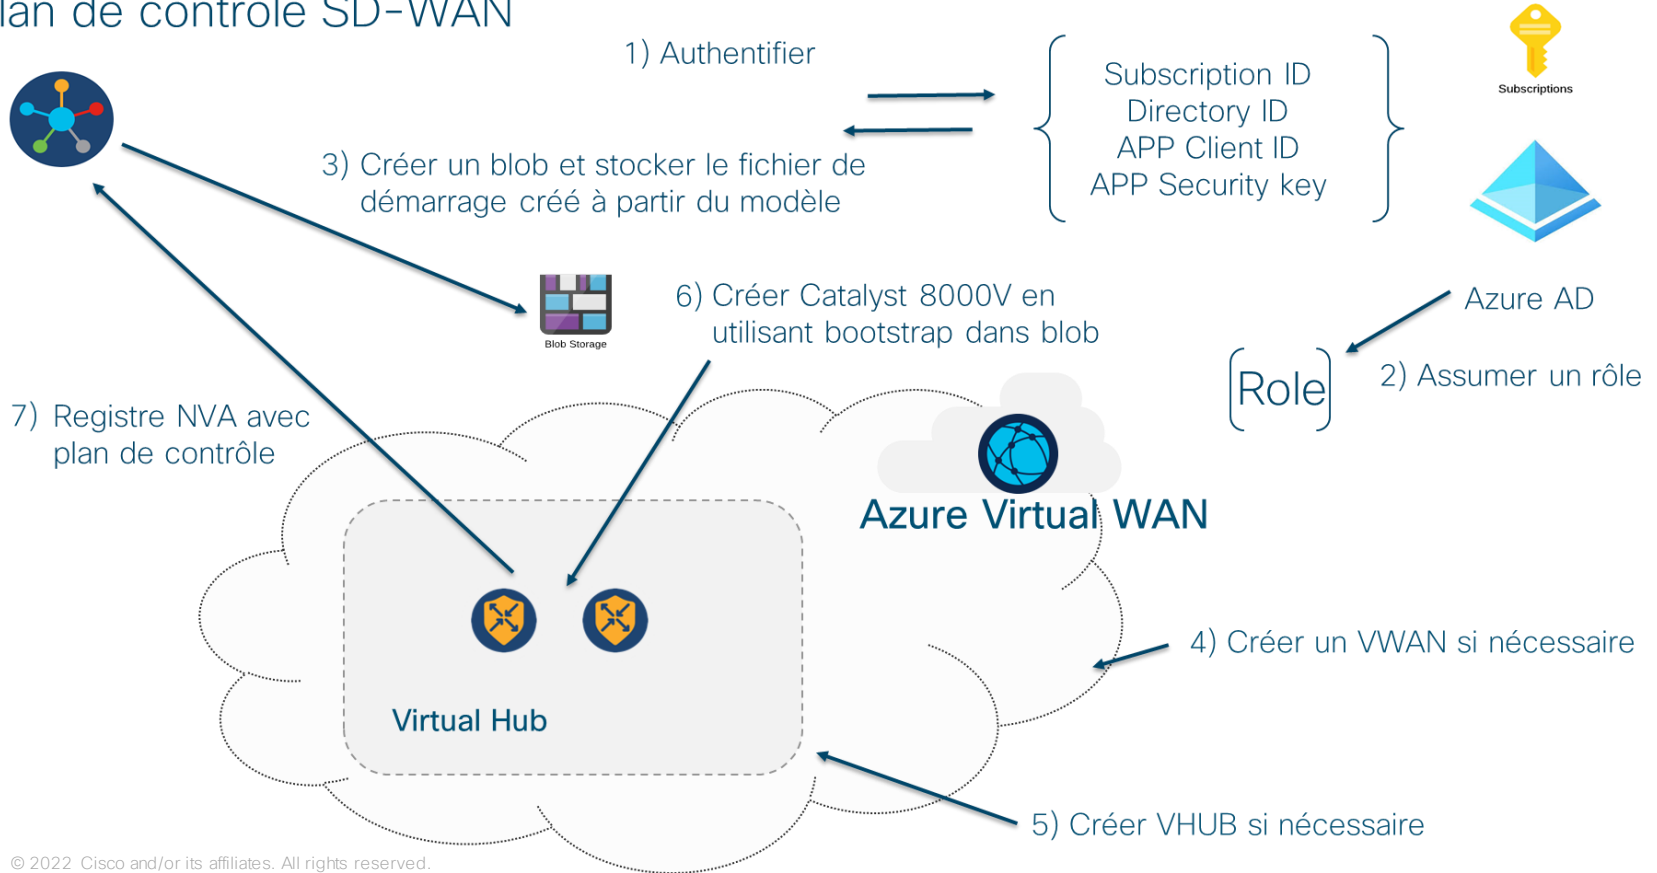 lan de contrôle SD-WAN
1) Authentifier
Subscription ID
Directory ID
APP Client ID
APP Security key
Subscriptions
3) Créer un blob et stocker le fichier de
démarrage créé à partir du modèle
Blob Storage
6) Créer Catalyst 8000V en
utilisant bootstrap dans blob
Azure AD
2) Assumer un rôle
Role
7) Registre NVA avec
plan de contrôle
Azure Virtual WAN
4) Créer un VWAN si nécessaire
Virtual Hub
5) Créer VHUB si nécessaire
© 2022 Cisco and/or its affiliates. All rights reserved.